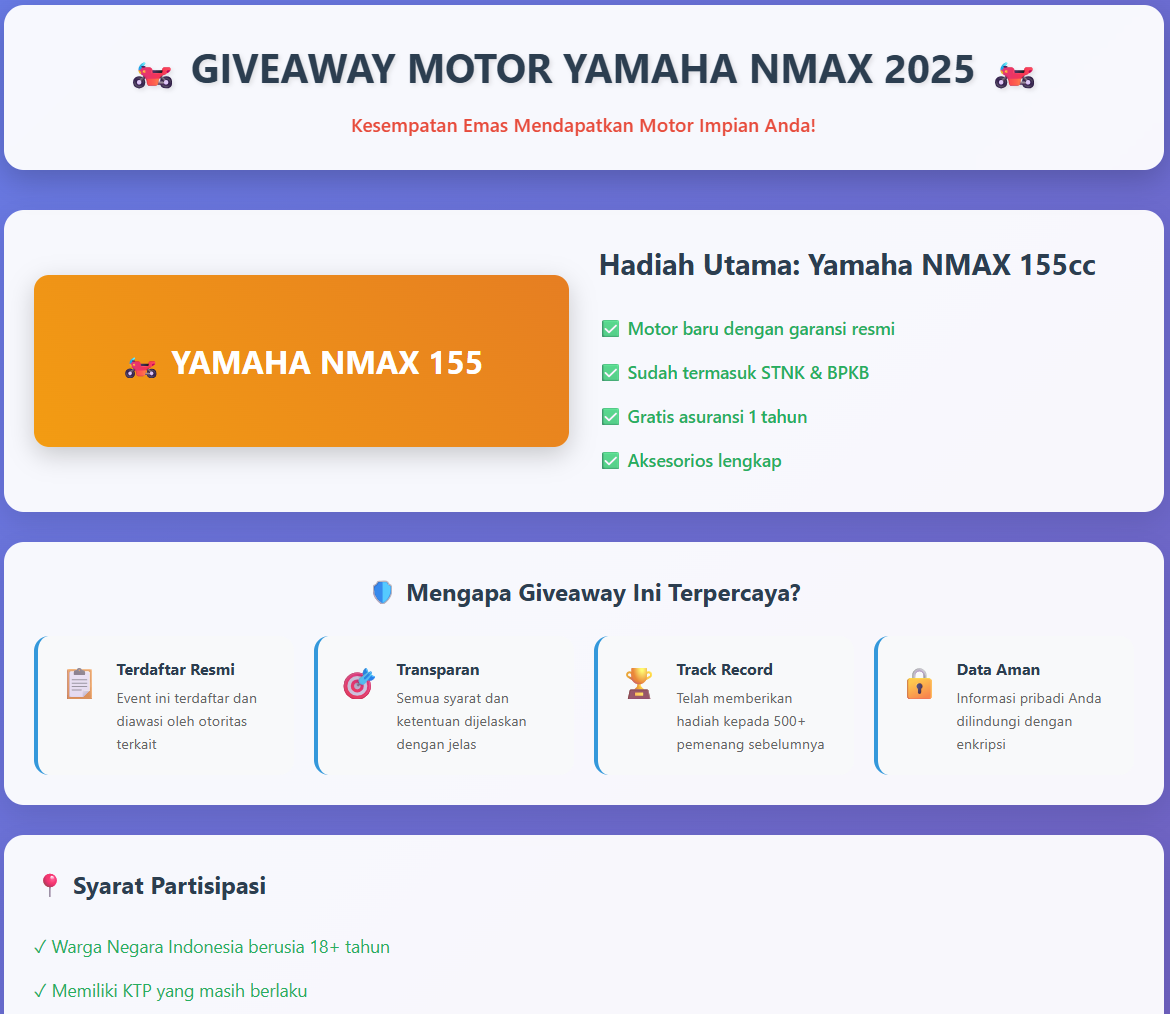 GIVEAWAY MOTOR YAMAHA NMAX 2025
Kesempatan Emas Mendapatkan Motor Impian Anda!
YAMAHA NMAX 155
Hadiah Utama: Yamaha NMAX 155cc
✅ Motor baru dengan garansi resmi
✅ Sudah termasuk STNK & BPKB
✅ Gratis asuransi 1 tahun
✅ Aksesorios lengkap
Mengapa Giveaway Ini Terpercaya?
Terdaftar Resmi
Event ini terdaftar dan
diawasi oleh otoritas
terkait
Transparan
Semua syarat dan
ketentuan dijelaskan
dengan jelas
Track Record
Telah memberikan
hadiah kepada 500+
pemenang sebelumnya
Data Aman
Informasi pribadi Anda
dilindungi dengan
enkripsi
Syarat Partisipasi
✓ Warga Negara Indonesia berusia 18+ tahun
✓ Memiliki KTP yang masih berlaku